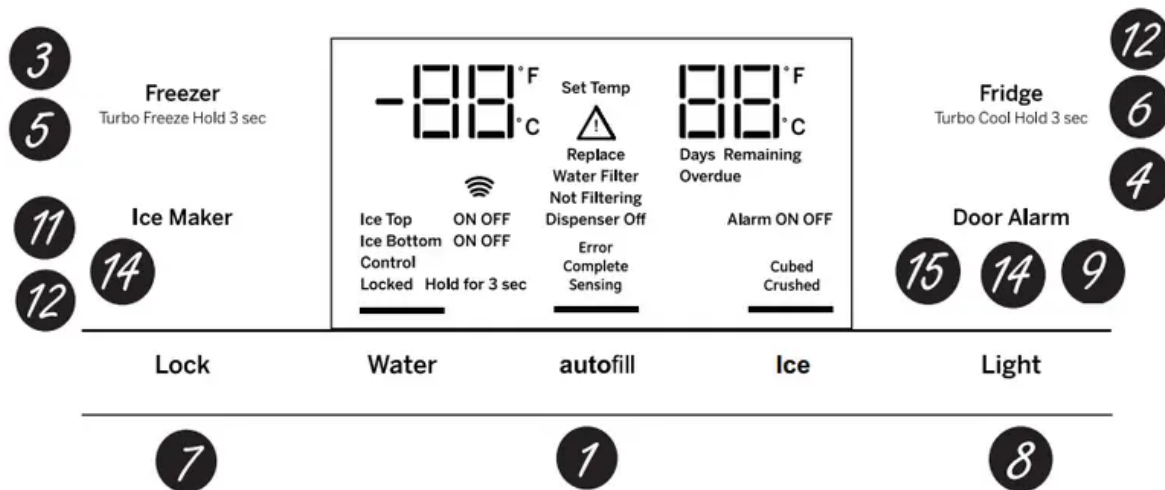 3
5
Freezer
Turbo Freeze Hold 3 sec
-88 °F °C
Set Temp
88 °F °C
Fridge
Turbo Cool Hold 3 sec
12
6
4
Replace
Water Filter
Not Filtering
Dispenser Off
Days Remaining
Overdue
11
12
Ice Maker
14
Ice Top ON OFF
Ice Bottom ON OFF
Control
Locked Hold for 3 sec
Error
Complete
Sensing
Alarm ON OFF
Cubed
Crushed
Door Alarm
15 14 9
Lock Water autofill Ice Light
7 1 8